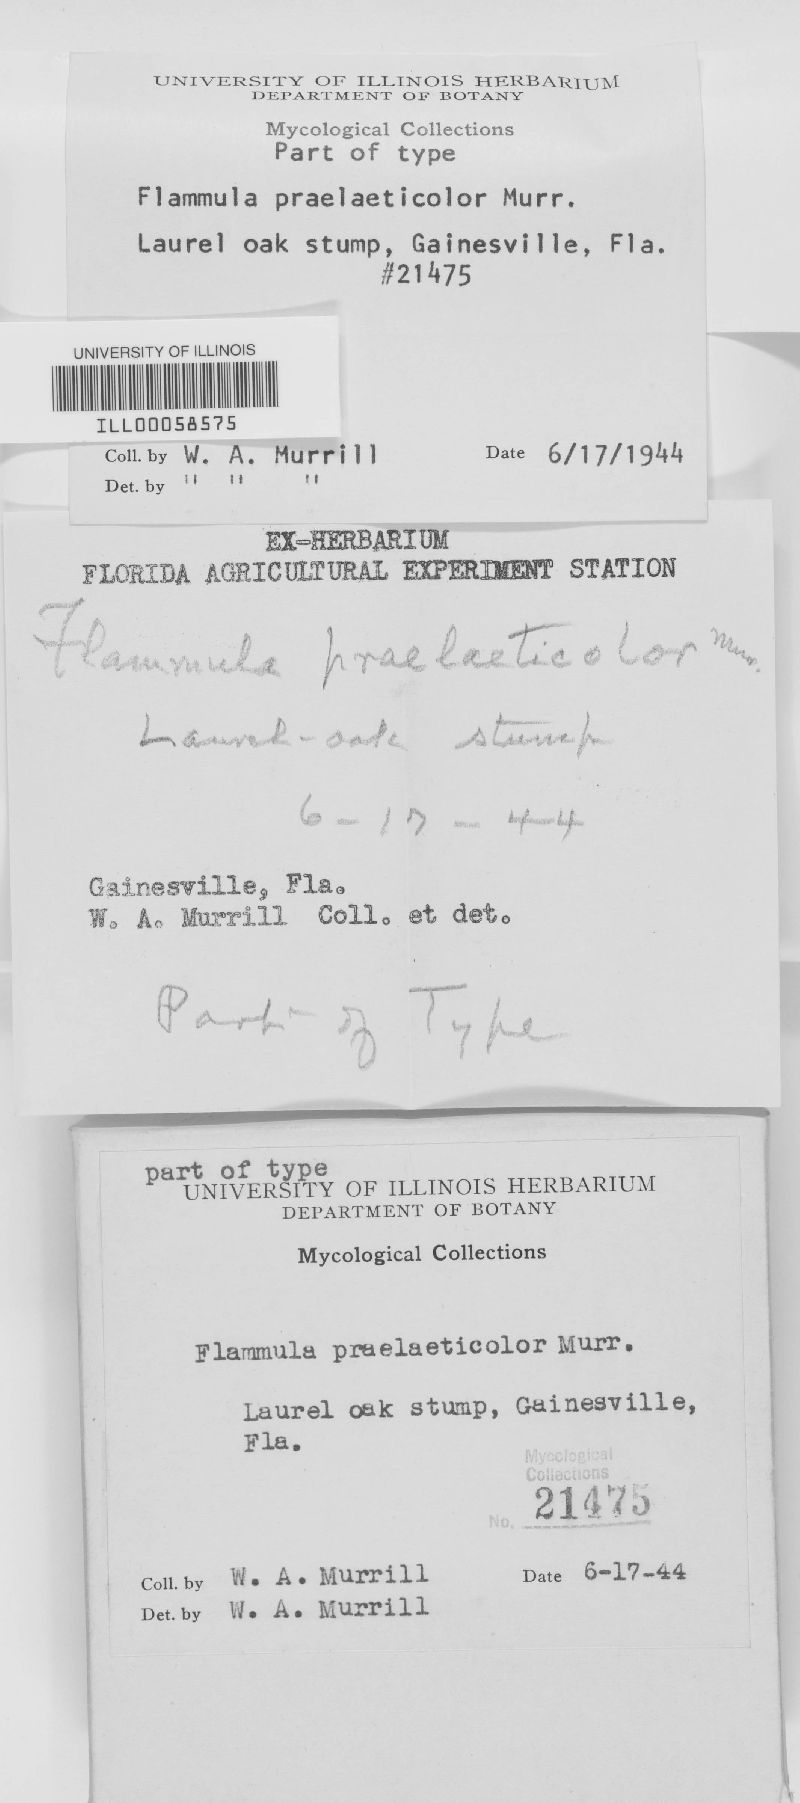 UNIVERSITY OF ILLINOIS HERBARIUM
DEPARTMENT OF BOTANY
Mycological Collections
Part of type
Flammula praelaeticolor Murr.
Laurel oak stump, Gainesville, Fla.
#21475
UNIVERSITY OF ILLINOIS
ILL00058575
Coll. by W. A. Murrill Date 6/17/1944
Det. by " " "
EX-HERBARIUM
FLORIDA AGRICULTURAL EXPERIMENT STATION
Flammula praelaeticolor Murr.
Laurel-oak stump
6-17-44
Gainesville, Fla.
W. A. Murrill Coll. et det.
Part of Type
part of type
UNIVERSITY OF ILLINOIS HERBARIUM
DEPARTMENT OF BOTANY
Mycological Collections
Flammula praelaeticolor Murr.
Laurel oak stump, Gainesville,
Fla.
Mycological
Collections
No. 21475
Coll. by W. A. Murrill Date 6-17-44
Det. by W. A. Murrill